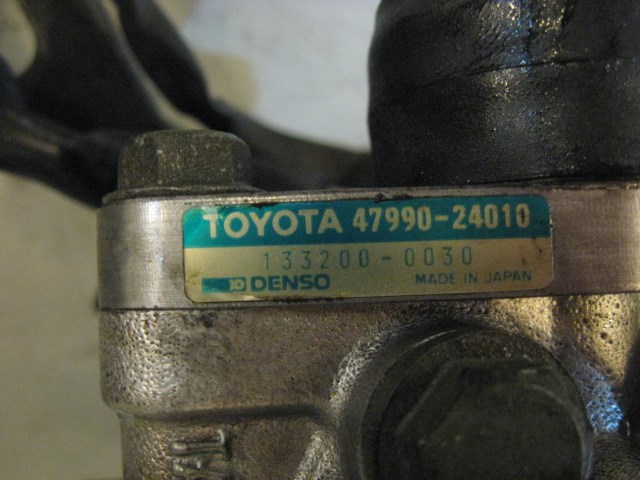 TOYOTA 47990-24010
133200-0030
DENSO MADE IN JAPAN